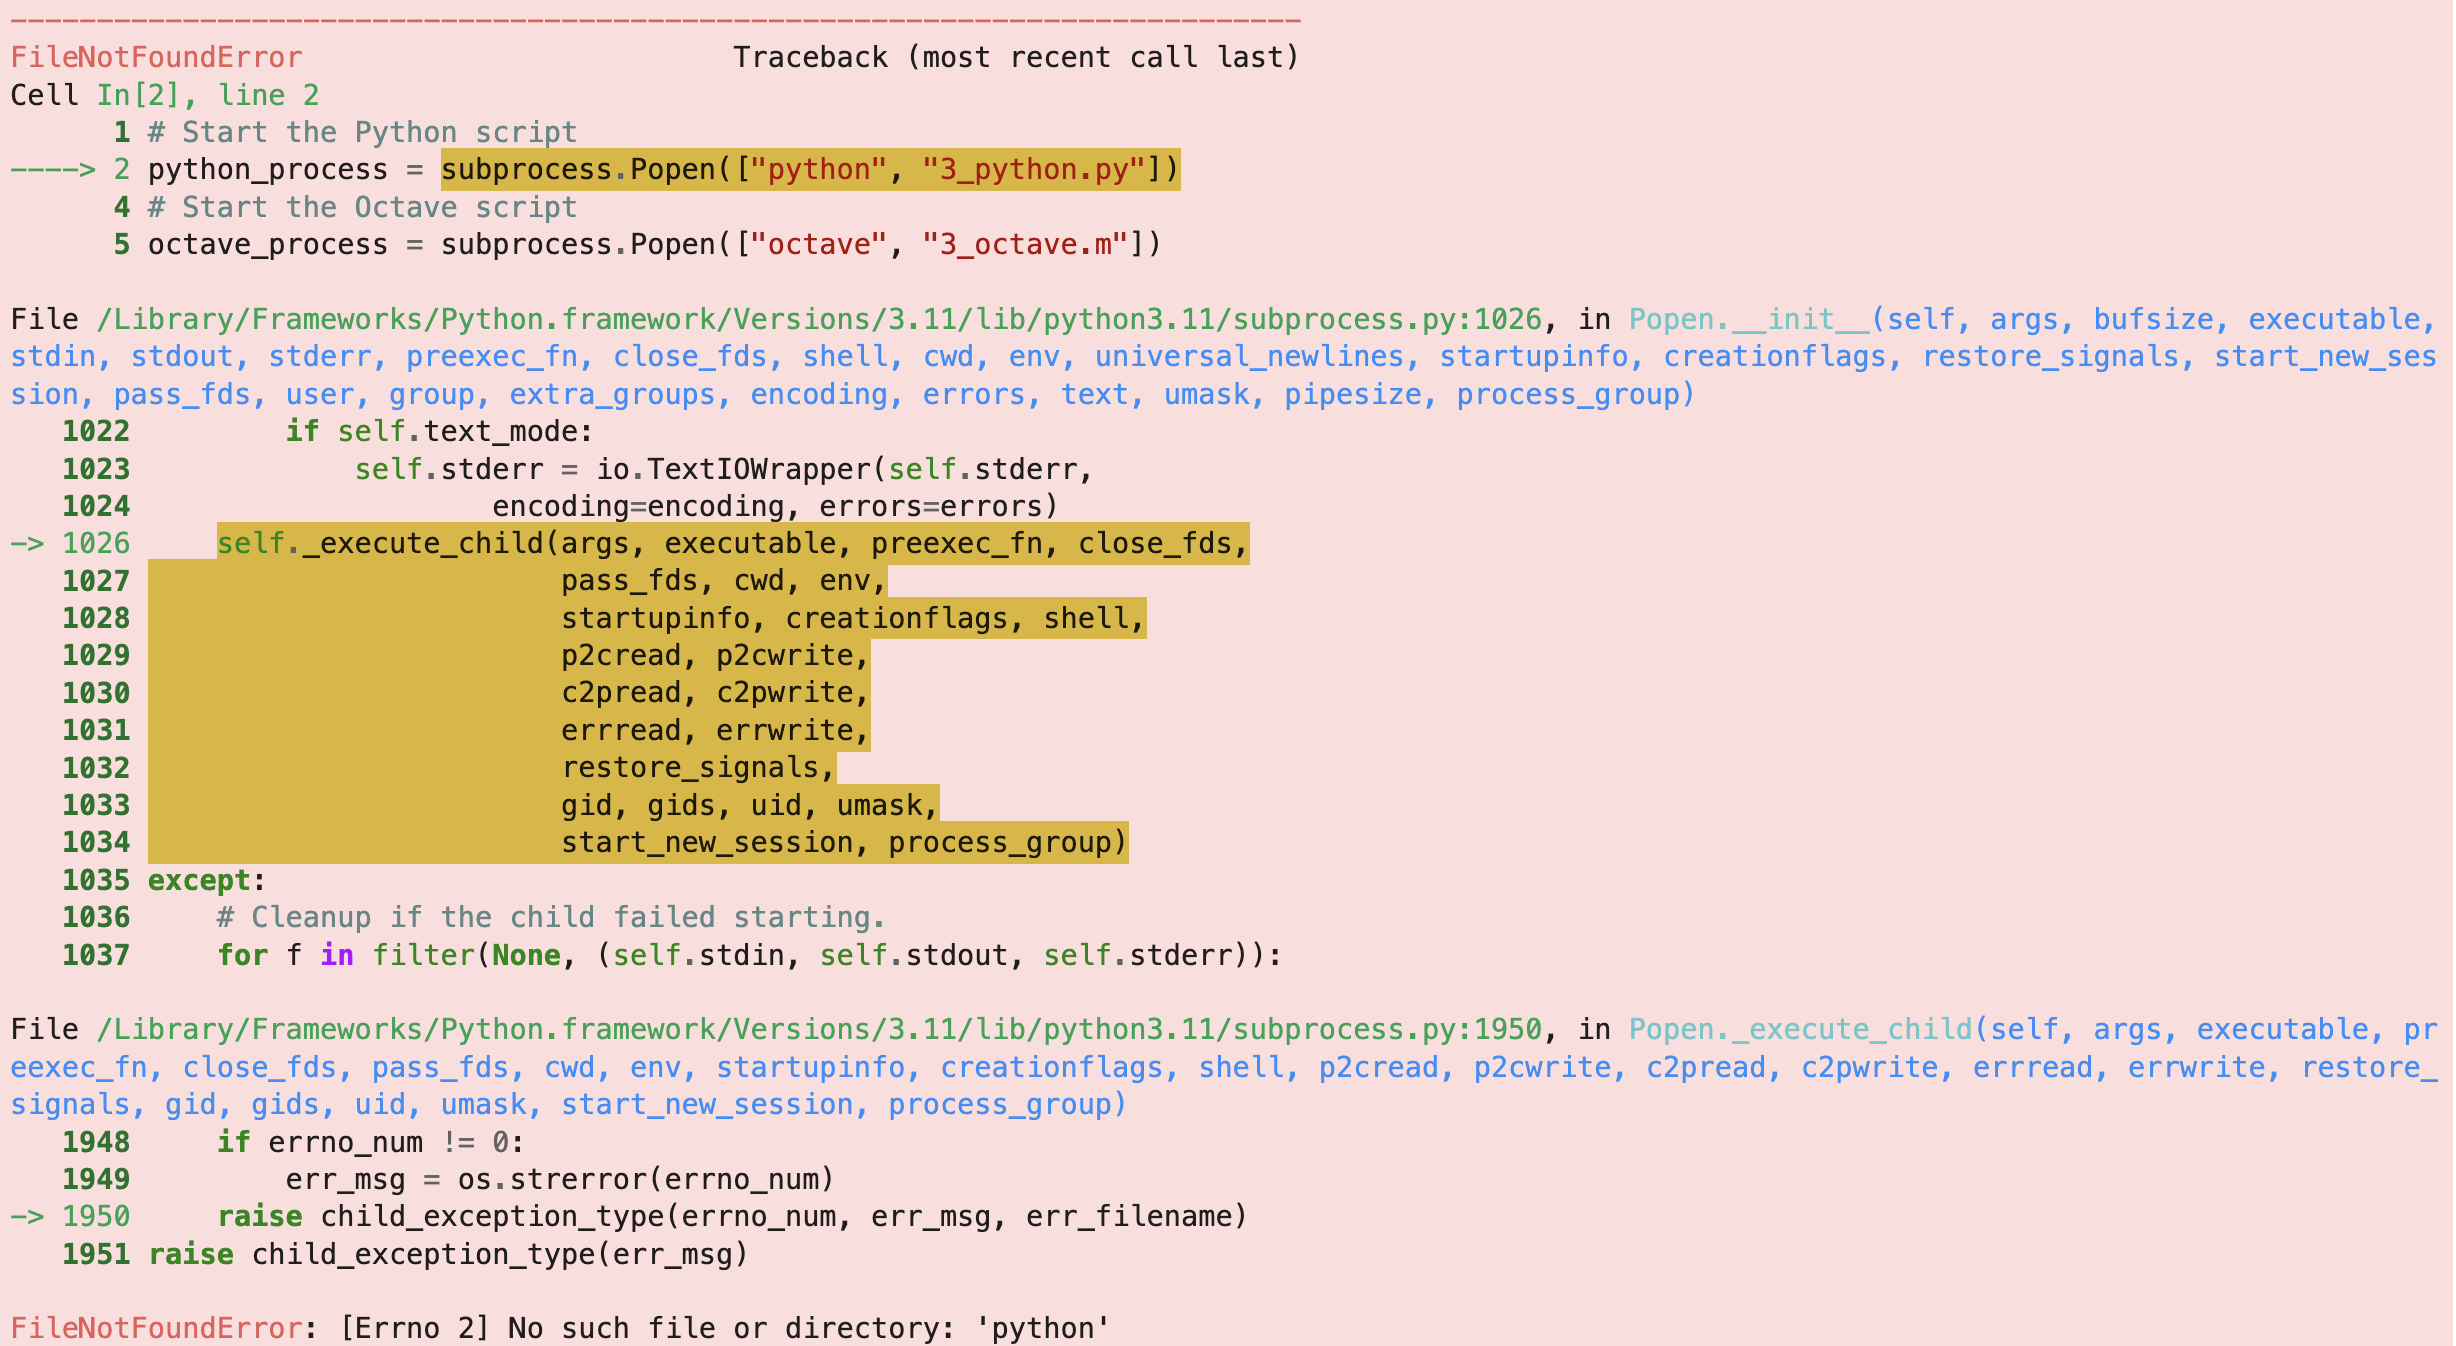 ---------------------------------------------------------------------------
FileNotFoundError                         Traceback (most recent call last)
Cell In[2], line 2
      1 # Start the Python script
----> 2 python_process = subprocess.Popen(["python", "3_python.py"])
      4 # Start the Octave script
      5 octave_process = subprocess.Popen(["octave", "3_octave.m"])

File /Library/Frameworks/Python.framework/Versions/3.11/lib/python3.11/subprocess.py:1026, in Popen.__init__(self, args, bufsize, executable,
stdin, stdout, stderr, preexec_fn, close_fds, shell, cwd, env, universal_newlines, startupinfo, creationflags, restore_signals, start_new_ses
sion, pass_fds, user, group, extra_groups, encoding, errors, text, umask, pipesize, process_group)
   1022         if self.text_mode:
   1023             self.stderr = io.TextIOWrapper(self.stderr,
   1024                     encoding=encoding, errors=errors)
-> 1026     self._execute_child(args, executable, preexec_fn, close_fds,
   1027                         pass_fds, cwd, env,
   1028                         startupinfo, creationflags, shell,
   1029                         p2cread, p2cwrite,
   1030                         c2pread, c2pwrite,
   1031                         errread, errwrite,
   1032                         restore_signals,
   1033                         gid, gids, uid, umask,
   1034                         start_new_session, process_group)
   1035 except:
   1036     # Cleanup if the child failed starting.
   1037     for f in filter(None, (self.stdin, self.stdout, self.stderr)):

File /Library/Frameworks/Python.framework/Versions/3.11/lib/python3.11/subprocess.py:1950, in Popen._execute_child(self, args, executable, pr
eexec_fn, close_fds, pass_fds, cwd, env, startupinfo, creationflags, shell, p2cread, p2cwrite, c2pread, c2pwrite, errread, errwrite, restore_
signals, gid, gids, uid, umask, start_new_session, process_group)
   1948     if errno_num != 0:
   1949         err_msg = os.strerror(errno_num)
-> 1950     raise child_exception_type(errno_num, err_msg, err_filename)
   1951 raise child_exception_type(err_msg)

FileNotFoundError: [Errno 2] No such file or directory: 'python'